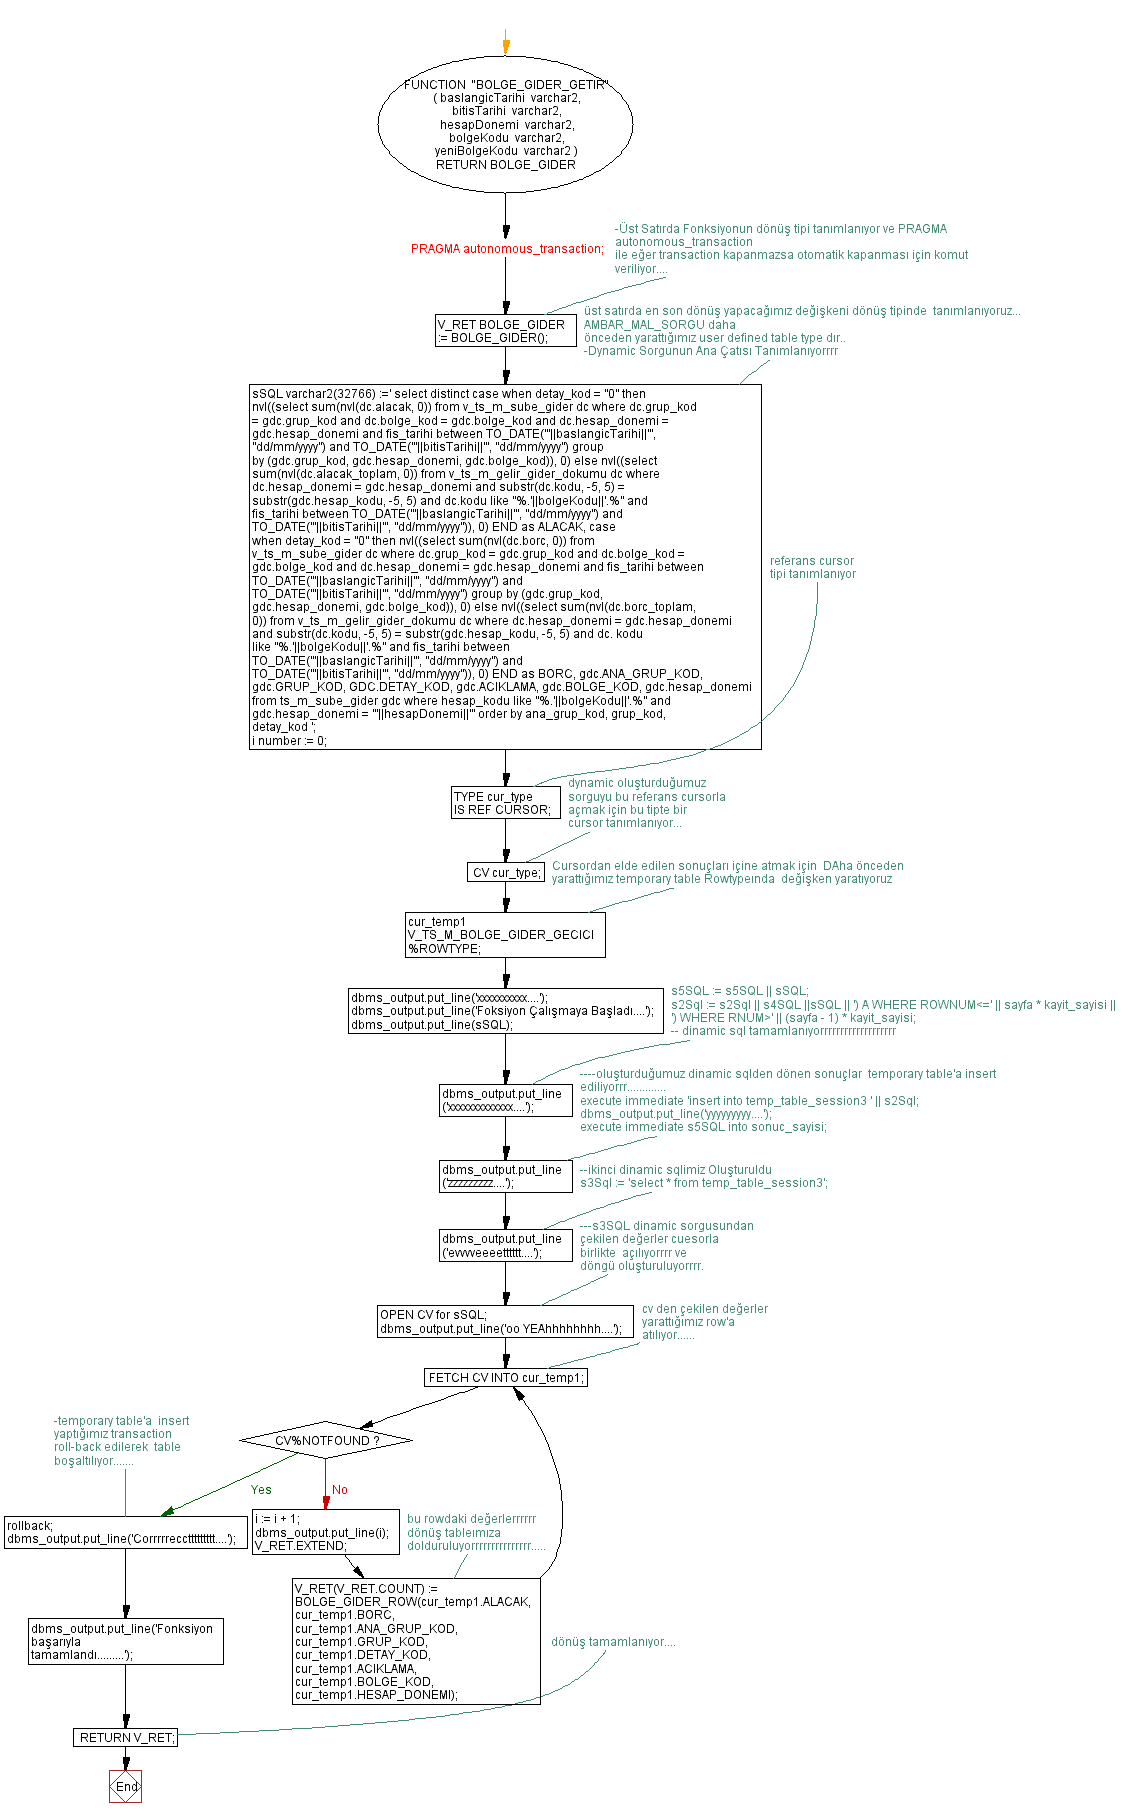 FUNCTION "BOLGE_GIDER_GETIR"
( baslangicTarihi varchar2,
bitisTarihi varchar2,
hesapDonemi varchar2,
bolgeKodu varchar2,
yeniBolgeKodu varchar2 )
RETURN BOLGE_GIDER
-Üst Satırda Fonksiyonun dönüş tipi tanımlanıyor ve PRAGMA
autonomous_transaction
ile eğer transaction kapanmazsa otomatik kapanması için komut
veriliyor....
PRAGMA autonomous_transaction;
üst satırda en son dönüş yapacağımız değişkeni dönüş tipinde tanımlanıyoruz...
AMBAR_MAL_SORGU daha
önceden yarattığımız user defined table type dır..
-Dynamic Sorgunun Ana Çatısı Tanımlanıyorrrr
V_RET BOLGE_GIDER
:= BOLGE_GIDER();
sSQL varchar2(32766) :=' select distinct case when detay_kod = "0" then
nvl((select sum(nvl(dc.alacak, 0)) from v_ts_m_sube_gider dc where dc.grup_kod
= gdc.grup_kod and dc.bolge_kod = gdc.bolge_kod and dc.hesap_donemi =
gdc.hesap_donemi and fis_tarihi between TO_DATE("'||baslangicTarihi||'",
"dd/mm/yyyy") and TO_DATE("'||bitisTarihi||'", "dd/mm/yyyy") group
by (gdc.grup_kod, gdc.hesap_donemi, gdc.bolge_kod)), 0) else nvl((select
sum(nvl(dc.alacak_toplam, 0)) from v_ts_m_gelir_gider_dokumu dc where
dc.hesap_donemi = gdc.hesap_donemi and substr(dc.kodu, -5, 5) =
substr(gdc.hesap_kodu, -5, 5) and dc.kodu like "%.'||bolgeKodu||'.%" and
fis_tarihi between TO_DATE("'||baslangicTarihi||'", "dd/mm/yyyy") and
TO_DATE("'||bitisTarihi||'", "dd/mm/yyyy")), 0) END as ALACAK, case
when detay_kod = "0" then nvl((select sum(nvl(dc.borc, 0)) from
v_ts_m_sube_gider dc where dc.grup_kod = gdc.grup_kod and dc.bolge_kod =
gdc.bolge_kod and dc.hesap_donemi = gdc.hesap_donemi and fis_tarihi between
TO_DATE("'||baslangicTarihi||'", "dd/mm/yyyy") and
TO_DATE("'||bitisTarihi||'", "dd/mm/yyyy") group by (gdc.grup_kod,
gdc.hesap_donemi, gdc.bolge_kod)), 0) else nvl((select sum(nvl(dc.borc_toplam,
0)) from v_ts_m_gelir_gider_dokumu dc where dc.hesap_donemi = gdc.hesap_donemi
and substr(dc.kodu, -5, 5) = substr(gdc.hesap_kodu, -5, 5) and dc. kodu
like "%.'||bolgeKodu||'.%" and fis_tarihi between
TO_DATE("'||baslangicTarihi||'", "dd/mm/yyyy") and
TO_DATE("'||bitisTarihi||'", "dd/mm/yyyy")), 0) END as BORC, gdc.ANA_GRUP_KOD,
gdc.GRUP_KOD, GDC.DETAY_KOD, gdc.ACIKLAMA, gdc.BOLGE_KOD, gdc.hesap_donemi
from ts_m_sube_gider gdc where hesap_kodu like "%.'||bolgeKodu||'.%" and
gdc.hesap_donemi = "'||hesapDonemi||'" order by ana_grup_kod, grup_kod,
detay_kod ';
i number := 0;
referans cursor
tipi tanımlanıyor
TYPE cur_type
IS REF CURSOR;
dynamic oluşturduğumuz
sorguyu bu referans cursorla
açmak için bu tipte bir
cursor tanımlanıyor...
CV cur_type;
Cursordan elde edilen sonuçları içine atmak için DAha önceden
yarattığımız temporary table Rowtypeında değişken yaratıyoruz
cur_temp1
V_TS_M_BOLGE_GIDER_GECICI
%ROWTYPE;
dbms_output.put_line('xxxxxxxxxx....');
dbms_output.put_line('Foksiyon Çalışmaya Başladı....');
dbms_output.put_line(sSQL);
s5SQL := s5SQL || sSQL;
s2Sql := s2Sql || s4SQL ||sSQL || ') A WHERE ROWNUM<=' || sayfa * kayit_sayisi ||
') WHERE RNUM>' || (sayfa - 1) * kayit_sayisi;
-- dinamic sql tamamlanıyorrrrrrrrrrrrrrrrrrr
dbms_output.put_line
('xxxxxxxxxxxxx....');
----oluşturduğumuz dinamic sqlden dönen sonuçlar temporary table'a insert
ediliyorrr.............
execute immediate 'insert into temp_table_session3 ' || s2Sql;
dbms_output.put_line('yyyyyyyyy....');
execute immediate s5SQL into sonuc_sayisi;
dbms_output.put_line
('zzzzzzzzzz....');
--ikinci dinamic sqlimiz Oluşturuldu
s3Sql := 'select * from temp_table_session3';
dbms_output.put_line
('evvvveeeetttttt....');
---s3SQL dinamic sorgusundan
çekilen değerler cuesorla
birlikte açılıyorrrr ve
döngü oluşturuluyorrrr.
OPEN CV for sSQL;
dbms_output.put_line('oo YEAhhhhhhhh....');
cv den çekilen değerler
yarattığımız row'a
atılıyor......
FETCH CV INTO cur_temp1;
-temporary table'a insert
yaptığımız transaction
roll-back edilerek table
boşaltılıyor.......
CV%NOTFOUND ?
Yes
No
rollback;
dbms_output.put_line('Corrrrrecctttttttttt....');
i := i + 1;
dbms_output.put_line(i);
V_RET.EXTEND;
bu rowdaki değerlerrrrrr
dönüş tableımıza
dolduruluyorrrrrrrrrrrrrrr.....
V_RET(V_RET.COUNT) :=
BOLGE_GIDER_ROW(cur_temp1.ALACAK,
cur_temp1.BORC,
cur_temp1.ANA_GRUP_KOD,
cur_temp1.GRUP_KOD,
cur_temp1.DETAY_KOD,
cur_temp1.ACIKLAMA,
cur_temp1.BOLGE_KOD,
cur_temp1.HESAP_DONEMI);
dbms_output.put_line('Fonksiyon
başarıyla
tamamlandı.........');
dönüş tamamlanıyor....
RETURN V_RET;
End